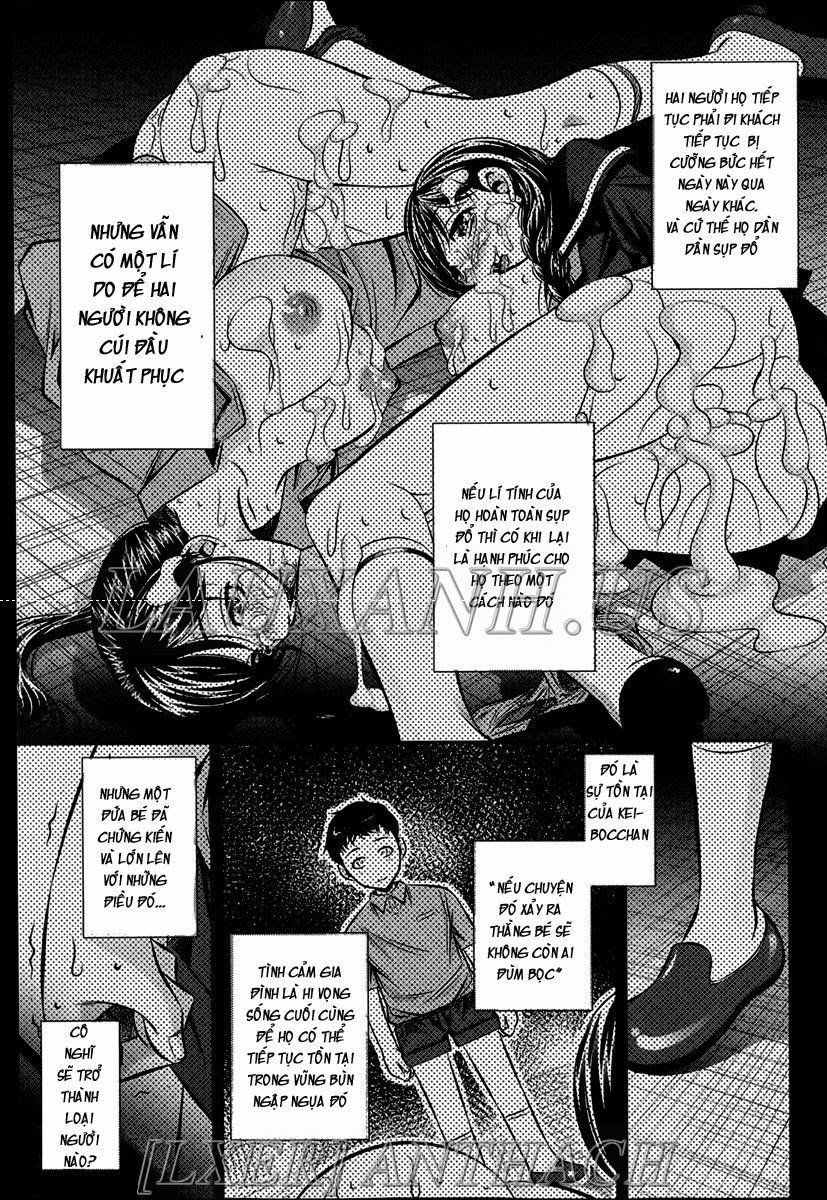 HAI NGƯỜI HỌ TIẾP
TỤC PHẢI ĐI KHÁCH
TIẾP TỤC BỊ
CƯỠNG BỨC HẾT
NGÀY NÀY QUA
NGÀY KHÁC.
VÀ CỨ THẾ HỌ DẦN
DẦN SỤP ĐỔ
NHƯNG VẪN
CÓ MỘT LÍ
DO ĐỂ HAI
NGƯỜI KHÔNG
CÚI ĐẦU
KHUẤT PHỤC
NẾU LÍ TÍNH CỦA
HỌ HOÀN TOÀN SỤP
ĐỔ THÌ CÓ KHI LẠI
LÀ HẠNH PHÚC CHO
HỌ THEO MỘT
CÁCH NÀO ĐÓ
LASXANH.US
ĐÓ LÀ
SỰ TỒN TẠI
CỦA KEI-
BOCCHAN
"NẾU CHUYỆN
ĐÓ XẢY RA
THẰNG BÉ SẼ
KHÔNG CÒN AI
ĐÙM BỌC"
TÌNH CẢM GIA
ĐÌNH LÀ HI VỌNG
SỐNG CUỐI CÙNG
ĐỂ HỌ CÓ THỂ
TIẾP TỤC TỒN TẠI
TRONG VŨNG BÙN
NGẬP NGỤA ĐÓ
NHƯNG MỘT
ĐỨA BÉ ĐÃ
CHỨNG KIẾN
VÀ LỚN LÊN
VỚI NHỮNG
ĐIỀU ĐÓ...
CÔ
NGHĨ
SẼ TRỞ
THÀNH
LOẠI
NGƯỜI
NÀO?
[LXER] ANTHACH